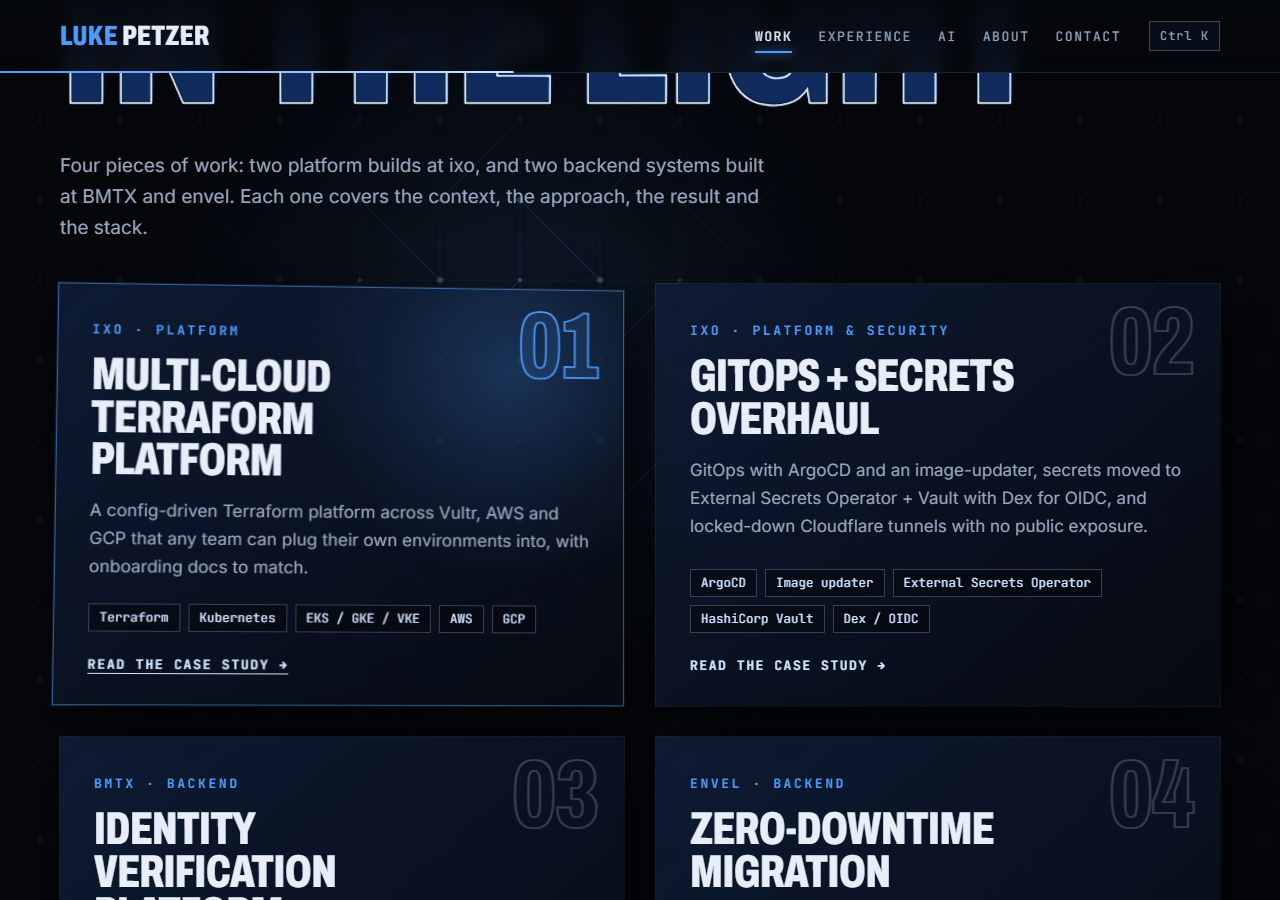 LUKE PETZER
WORK EXPERIENCE AI ABOUT CONTACT Ctrl K
Four pieces of work: two platform builds at ixo, and two backend systems built
at BMTX and envel. Each one covers the context, the approach, the result and
the stack.
IXO · PLATFORM
01
MULTI-CLOUD
TERRAFORM
PLATFORM
A config-driven Terraform platform across Vultr, AWS and
GCP that any team can plug their own environments into, with
onboarding docs to match.
Terraform Kubernetes EKS / GKE / VKE AWS GCP
READ THE CASE STUDY →
IXO · PLATFORM & SECURITY
02
GITOPS + SECRETS
OVERHAUL
GitOps with ArgoCD and an image-updater, secrets moved to
External Secrets Operator + Vault with Dex for OIDC, and
locked-down Cloudflare tunnels with no public exposure.
ArgoCD Image updater External Secrets Operator
HashiCorp Vault Dex / OIDC
READ THE CASE STUDY →
BMTX · BACKEND
03
IDENTITY
VERIFICATION
PLATFORM
ENVEL · BACKEND
04
ZERO-DOWNTIME
MIGRATION